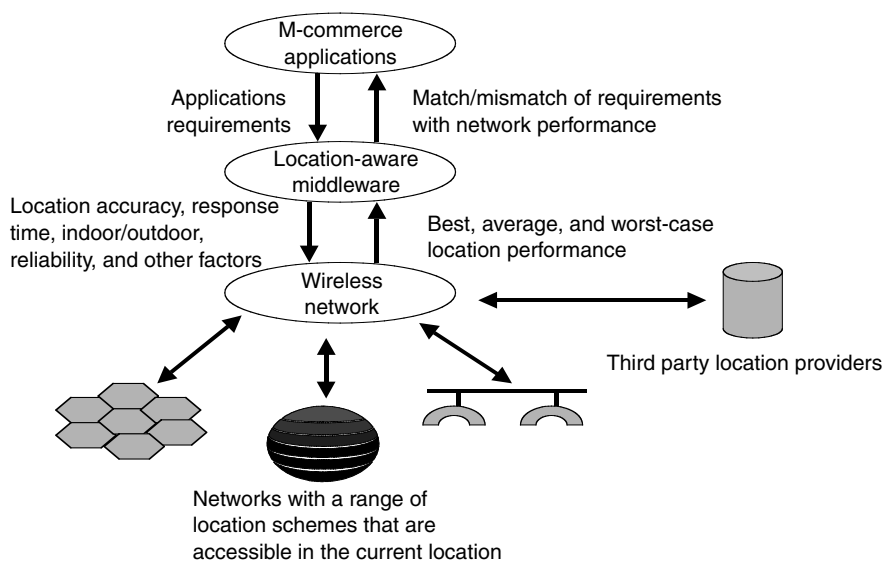 M-commerce
applications
Applications
requirements
Match/mismatch of requirements
with network performance
Location-aware
middleware
Location accuracy, response
time, indoor/outdoor,
reliability, and other factors
Best, average, and worst-case
location performance
Wireless
network
Third party location providers
Networks with a range of
location schemes that are
accessible in the current location